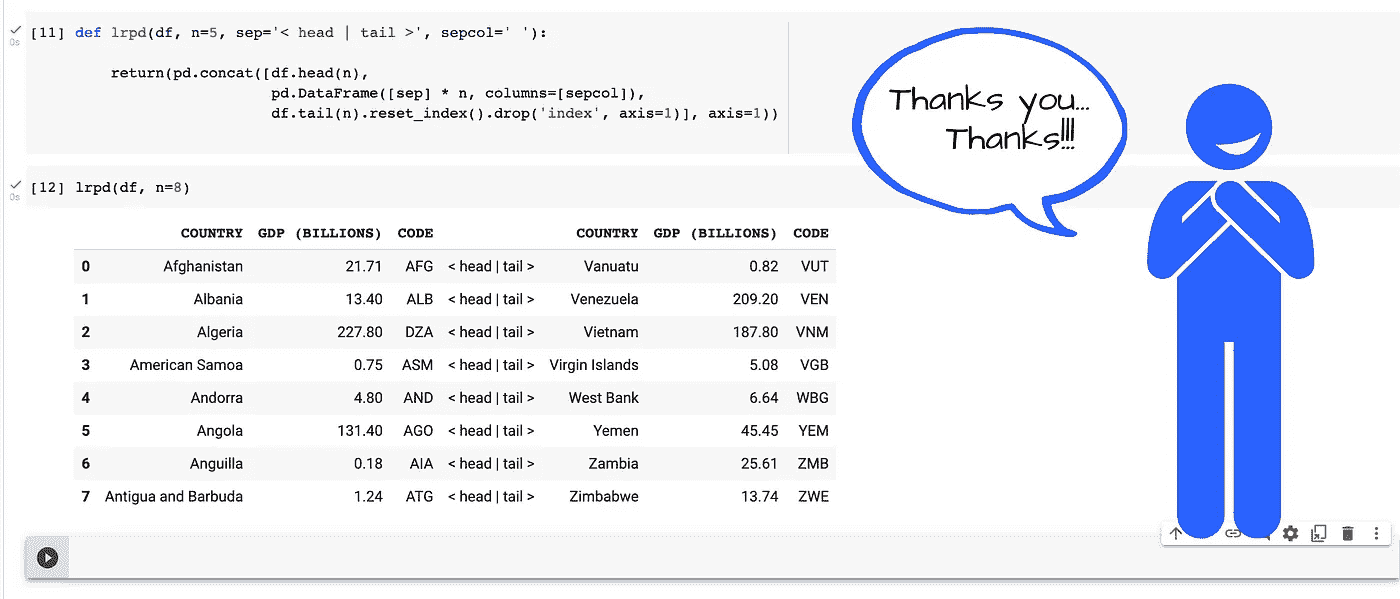 [11] def lrpd(df, n=5, sep='< head | tail >', sepcol=' '):
0s
return(pd.concat([df.head(n),
pd.DataFrame([sep] * n, columns=[sepcol]),
df.tail(n).reset_index().drop('index', axis=1)], axis=1))
Thanks you...
Thanks!!!
[12] lrpd(df, n=8)
0s
COUNTRY GDP (BILLIONS) CODE COUNTRY GDP (BILLIONS) CODE
0 Afghanistan 21.71 AFG < head | tail > Vanuatu 0.82 VUT
1 Albania 13.40 ALB < head | tail > Venezuela 209.20 VEN
2 Algeria 227.80 DZA < head | tail > Vietnam 187.80 VNM
3 American Samoa 0.75 ASM < head | tail > Virgin Islands 5.08 VGB
4 Andorra 4.80 AND < head | tail > West Bank 6.64 WBG
5 Angola 131.40 AGO < head | tail > Yemen 45.45 YEM
6 Anguilla 0.18 AIA < head | tail > Zambia 25.61 ZMB
7 Antigua and Barbuda 1.24 ATG < head | tail > Zimbabwe 13.74 ZWE